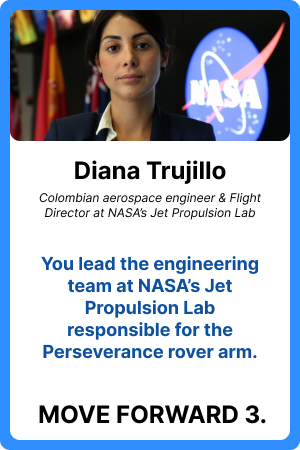 NASA
Diana Trujillo
Colombian aerospace engineer & Flight
Director at NASA's Jet Propulsion Lab
You lead the engineering
team at NASA's Jet
Propulsion Lab
responsible for the
Perseverance rover arm.
MOVE FORWARD 3.